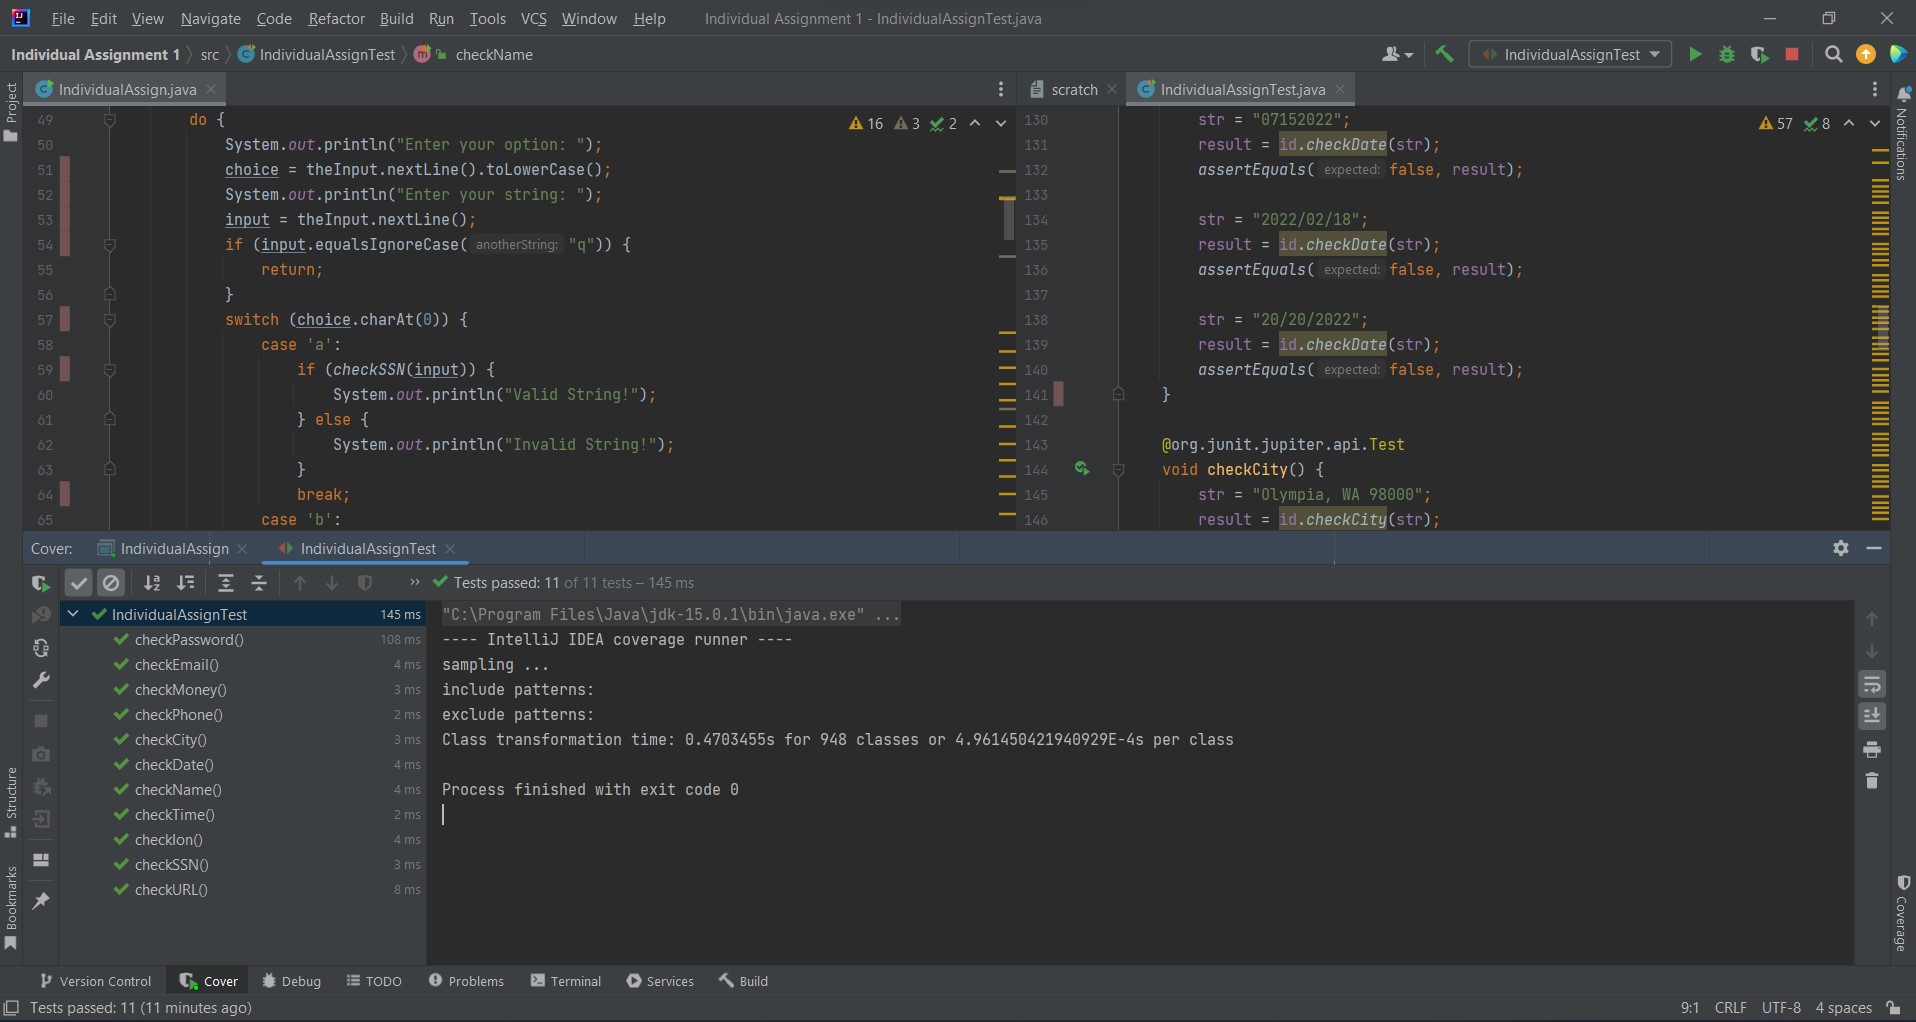 File Edit View Navigate Code Refactor Build Run Tools VCS Window Help Individual Assignment 1 - IndividualAssignTest.java
Individual Assignment 1 src IndividualAssignTest checkName IndividualAssignTest
Project
IndividualAssign.java
49 do {
50 System.out.println("Enter your option: ");
51 choice = theInput.nextLine().toLowerCase();
52 System.out.println("Enter your string: ");
53 input = theInput.nextLine();
54 if (input.equalsIgnoreCase( anotherString: "q")) {
55 return;
56 }
57 switch (choice.charAt(0)) {
58 case 'a':
59 if (checkSSN(input)) {
60 System.out.println("Valid String!");
61 } else {
62 System.out.println("Invalid String!");
63 }
64 break;
65 case 'b':
16 3 2
scratch IndividualAssignTest.java
130 str = "07152022";
131 result = id.checkDate(str);
132 assertEquals( expected: false, result);
133
134 str = "2022/02/18";
135 result = id.checkDate(str);
136 assertEquals( expected: false, result);
137
138 str = "20/20/2022";
139 result = id.checkDate(str);
140 assertEquals( expected: false, result);
141 }
142
143 @org.junit.jupiter.api.Test
144 void checkCity() {
145 str = "Olympia, WA 98000";
146 result = id.checkCity(str);
57 8
Notifications
Cover: IndividualAssign IndividualAssignTest
Tests passed: 11 of 11 tests – 145 ms
IndividualAssignTest 145 ms
checkPassword() 108 ms
checkEmail() 4 ms
checkMoney() 3 ms
checkPhone() 2 ms
checkCity() 3 ms
checkDate() 4 ms
checkName() 4 ms
checkTime() 2 ms
checkIon() 4 ms
checkSSN() 3 ms
checkURL() 8 ms
"C:\Program Files\Java\jdk-15.0.1\bin\java.exe" ...
---- IntelliJ IDEA coverage runner ----
sampling ...
include patterns:
exclude patterns:
Class transformation time: 0.4703455s for 948 classes or 4.961450421940929E-4s per class
Process finished with exit code 0
Structure
Bookmarks
Coverage
Version Control Cover Debug TODO Problems Terminal Services Build
Tests passed: 11 (11 minutes ago) 9:1 CRLF UTF-8 4 spaces